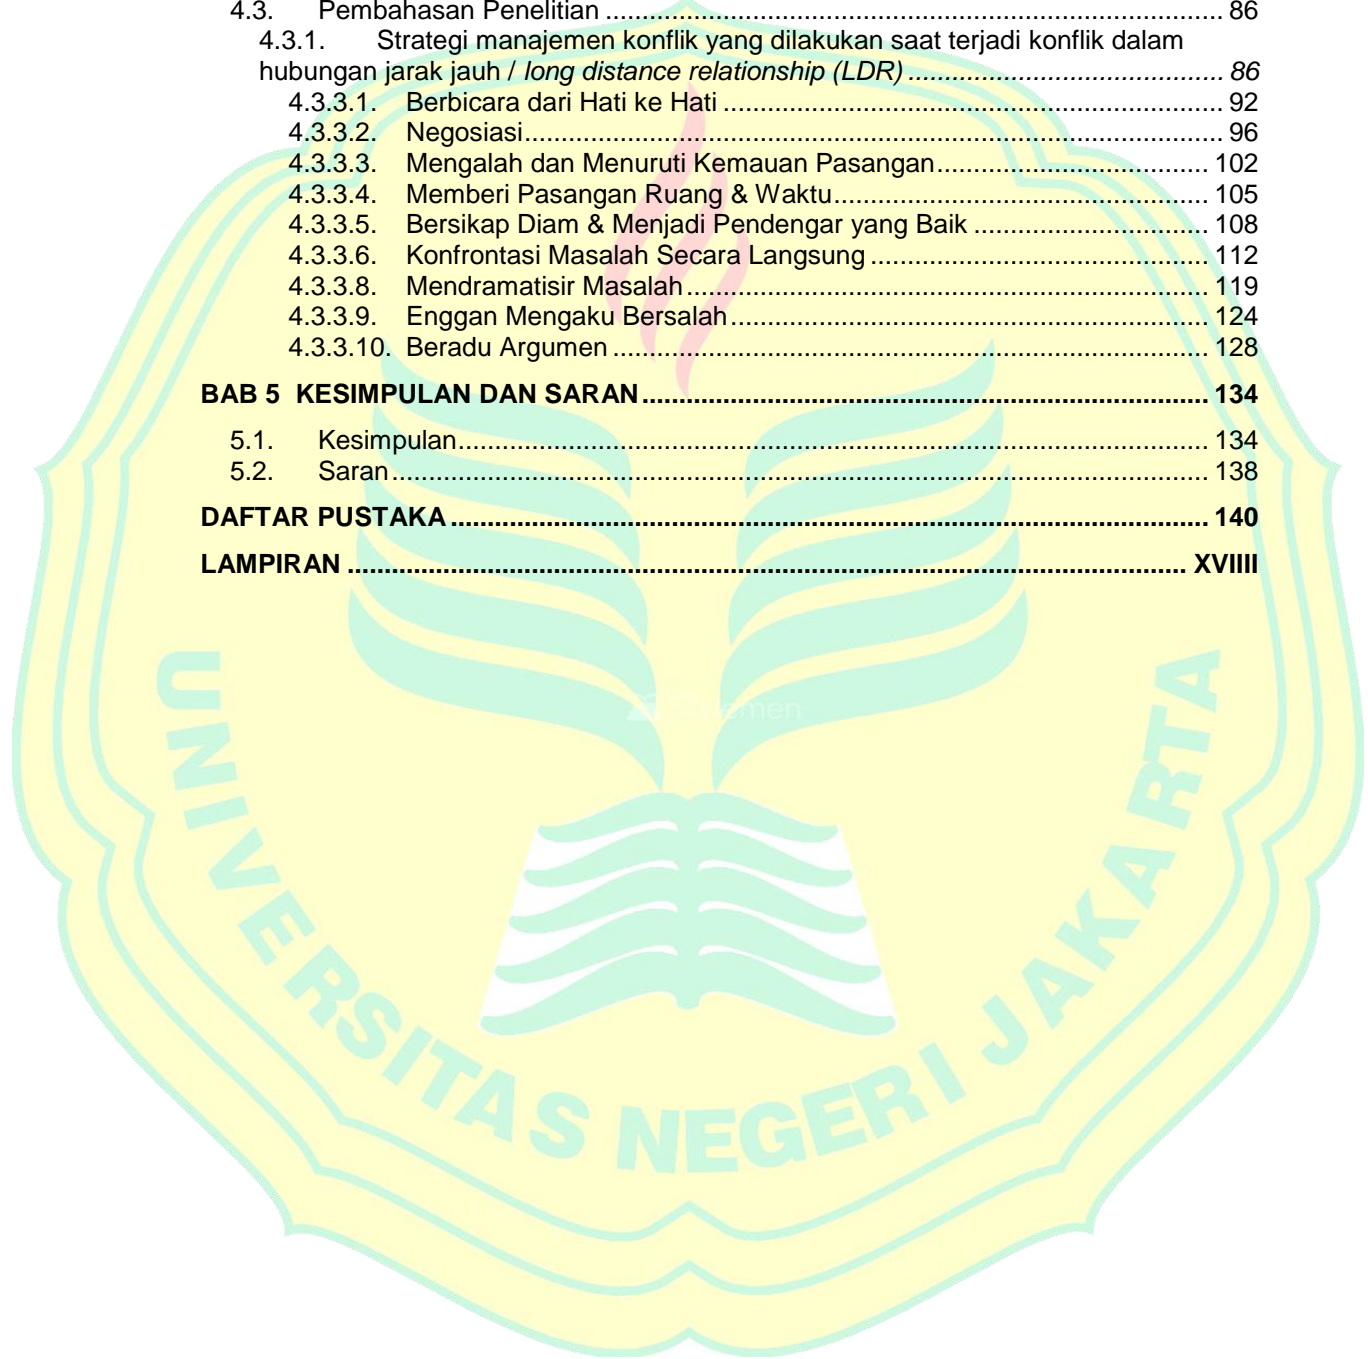 4.3. Pembahasan Penelitian ........................ 86
4.3.1. Strategi manajemen konflik yang dilakukan saat terjadi konflik dalam
hubungan jarak jauh / long distance relationship (LDR) ........................ 86
4.3.3.1. Berbicara dari Hati ke Hati ........................ 92
4.3.3.2. Negosiasi ........................ 96
4.3.3.3. Mengalah dan Menuruti Kemauan Pasangan ........................ 102
4.3.3.4. Memberi Pasangan Ruang & Waktu ........................ 105
4.3.3.5. Bersikap Diam & Menjadi Pendengar yang Baik ........................ 108
4.3.3.6. Konfrontasi Masalah Secara Langsung ........................ 112
4.3.3.8. Mendramatisir Masalah ........................ 119
4.3.3.9. Enggan Mengaku Bersalah ........................ 124
4.3.3.10. Beradu Argumen ........................ 128
BAB 5 KESIMPULAN DAN SARAN ........................ 134
5.1. Kesimpulan ........................ 134
5.2. Saran ........................ 138
DAFTAR PUSTAKA ........................ 140
LAMPIRAN ........................ XVIIII
UNIVERSITAS NEGERI JAKARTA